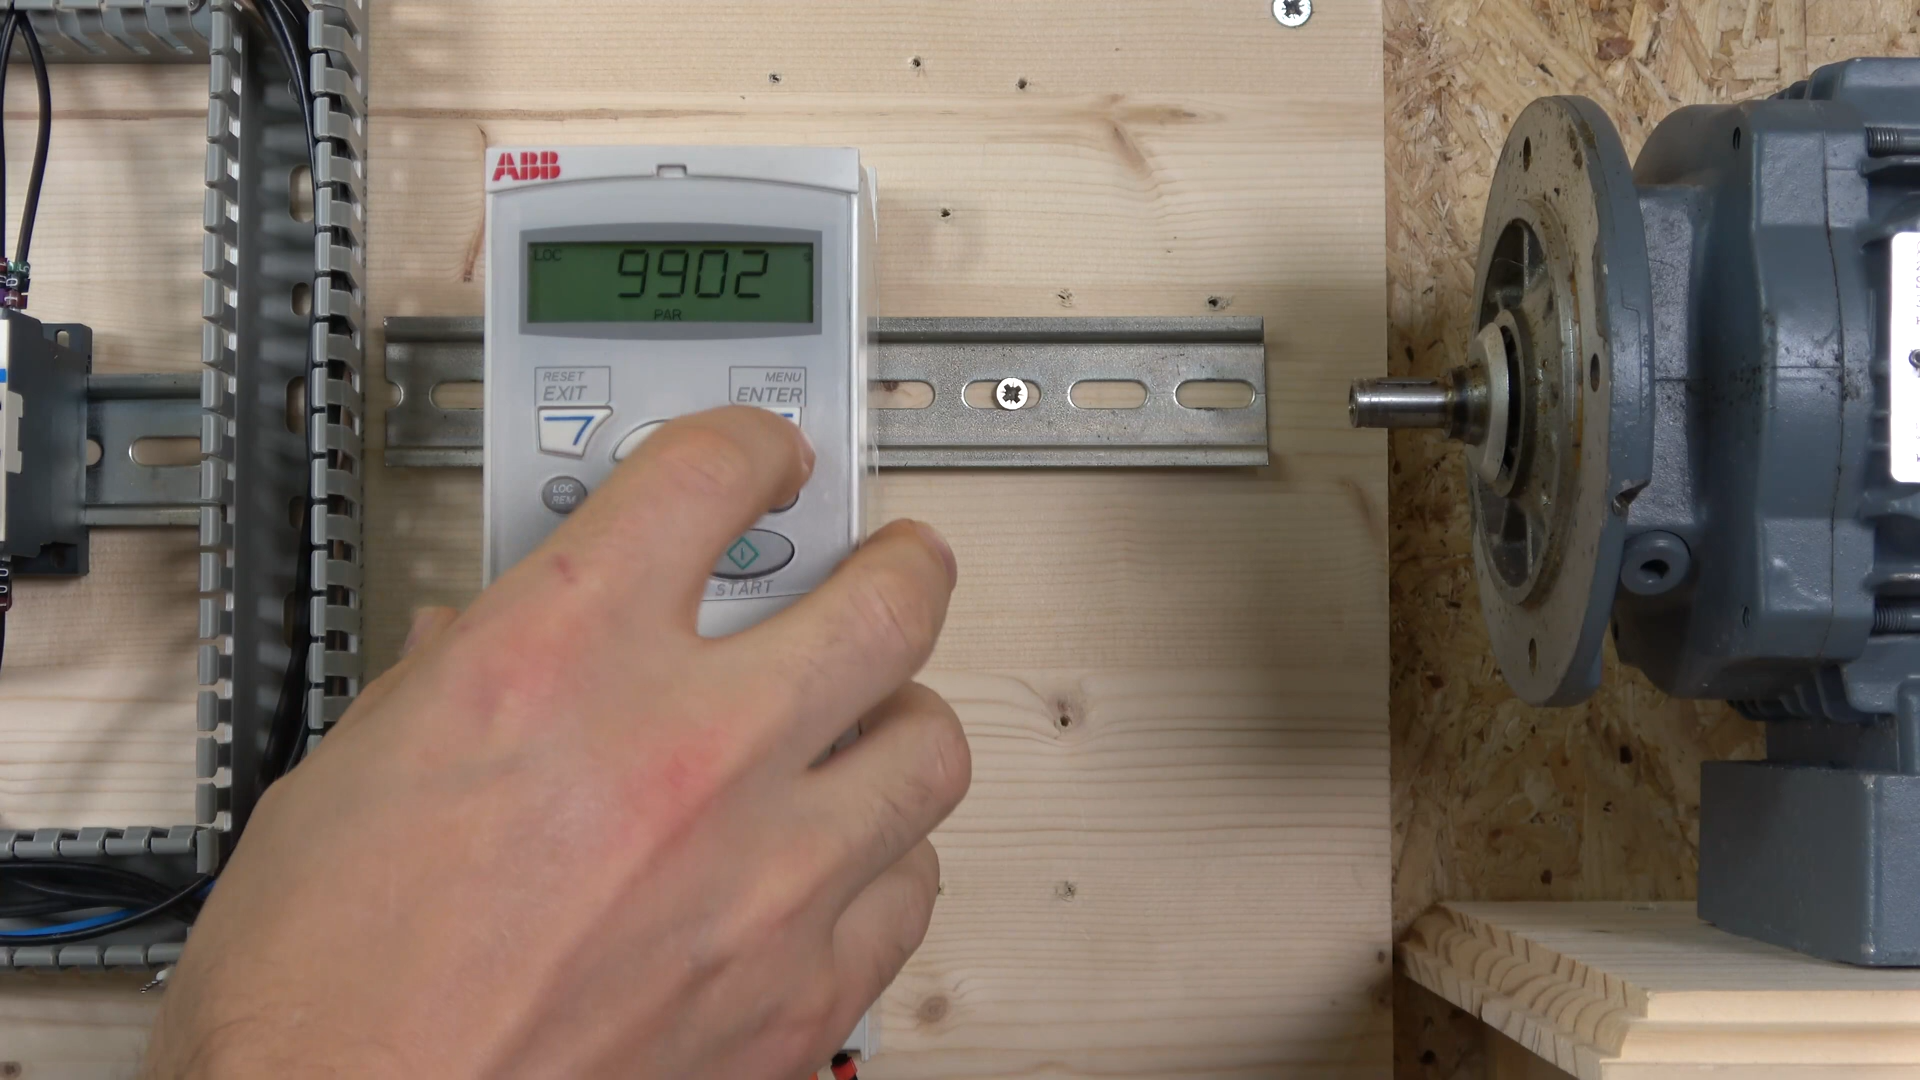 ABB
LOC
9902
PAR
RESET
EXIT
MENU
ENTER
LOC
REM
START